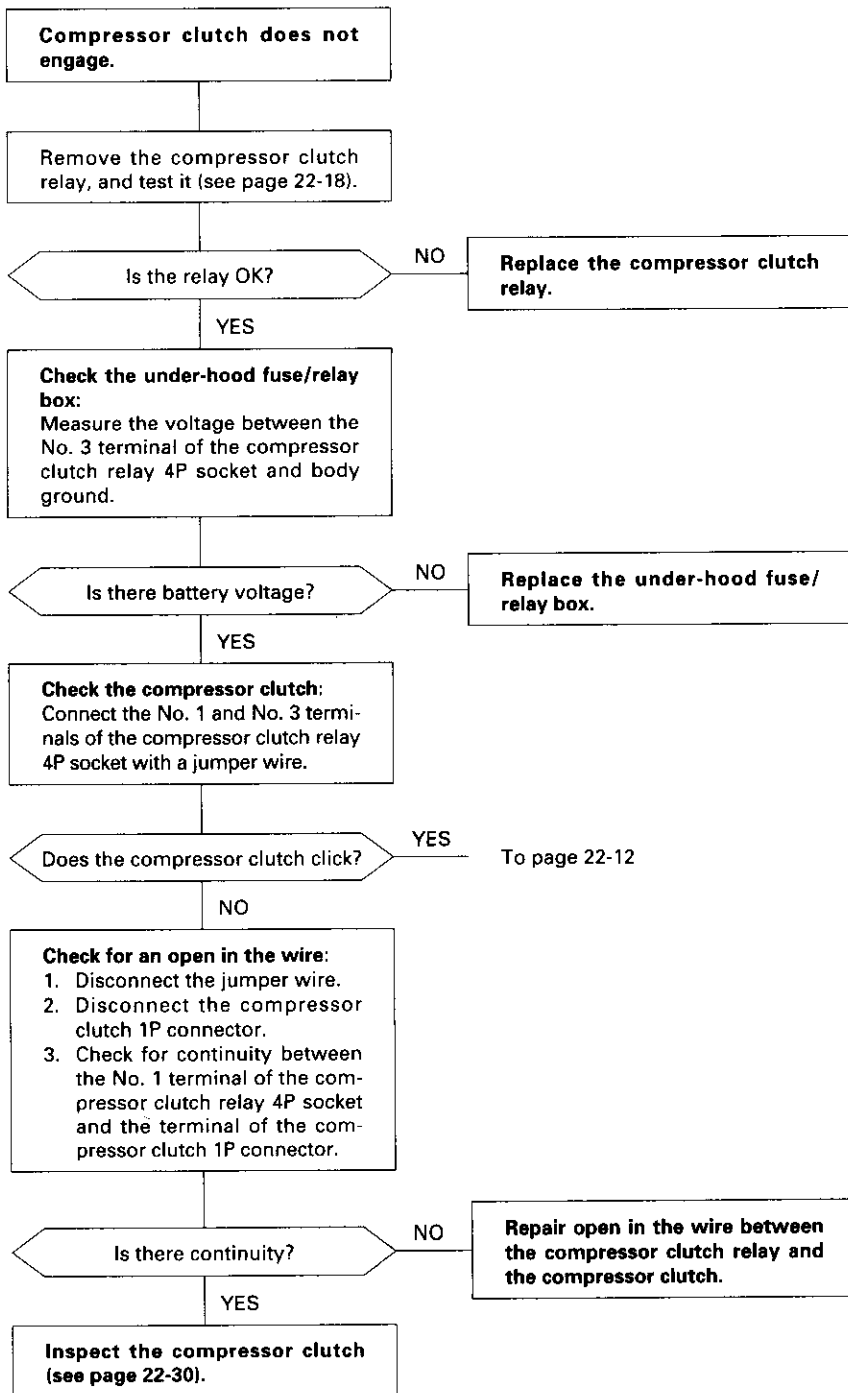 Compressor clutch does not
engage.
Remove the compressor clutch
relay, and test it (see page 22-18).
Is the relay OK?
NO
Replace the compressor clutch
relay.
YES
Check the under-hood fuse/relay
box:
Measure the voltage between the
No. 3 terminal of the compressor
clutch relay 4P socket and body
ground.
Is there battery voltage?
NO
Replace the under-hood fuse/
relay box.
YES
Check the compressor clutch:
Connect the No. 1 and No. 3 termi-
nals of the compressor clutch relay
4P socket with a jumper wire.
Does the compressor clutch click?
YES
To page 22-12
NO
Check for an open in the wire:
1. Disconnect the jumper wire.
2. Disconnect the compressor
clutch 1P connector.
3. Check for continuity between
the No. 1 terminal of the com-
pressor clutch relay 4P socket
and the terminal of the com-
pressor clutch 1P connector.
Is there continuity?
NO
Repair open in the wire between
the compressor clutch relay and
the compressor clutch.
YES
Inspect the compressor clutch
(see page 22-30).